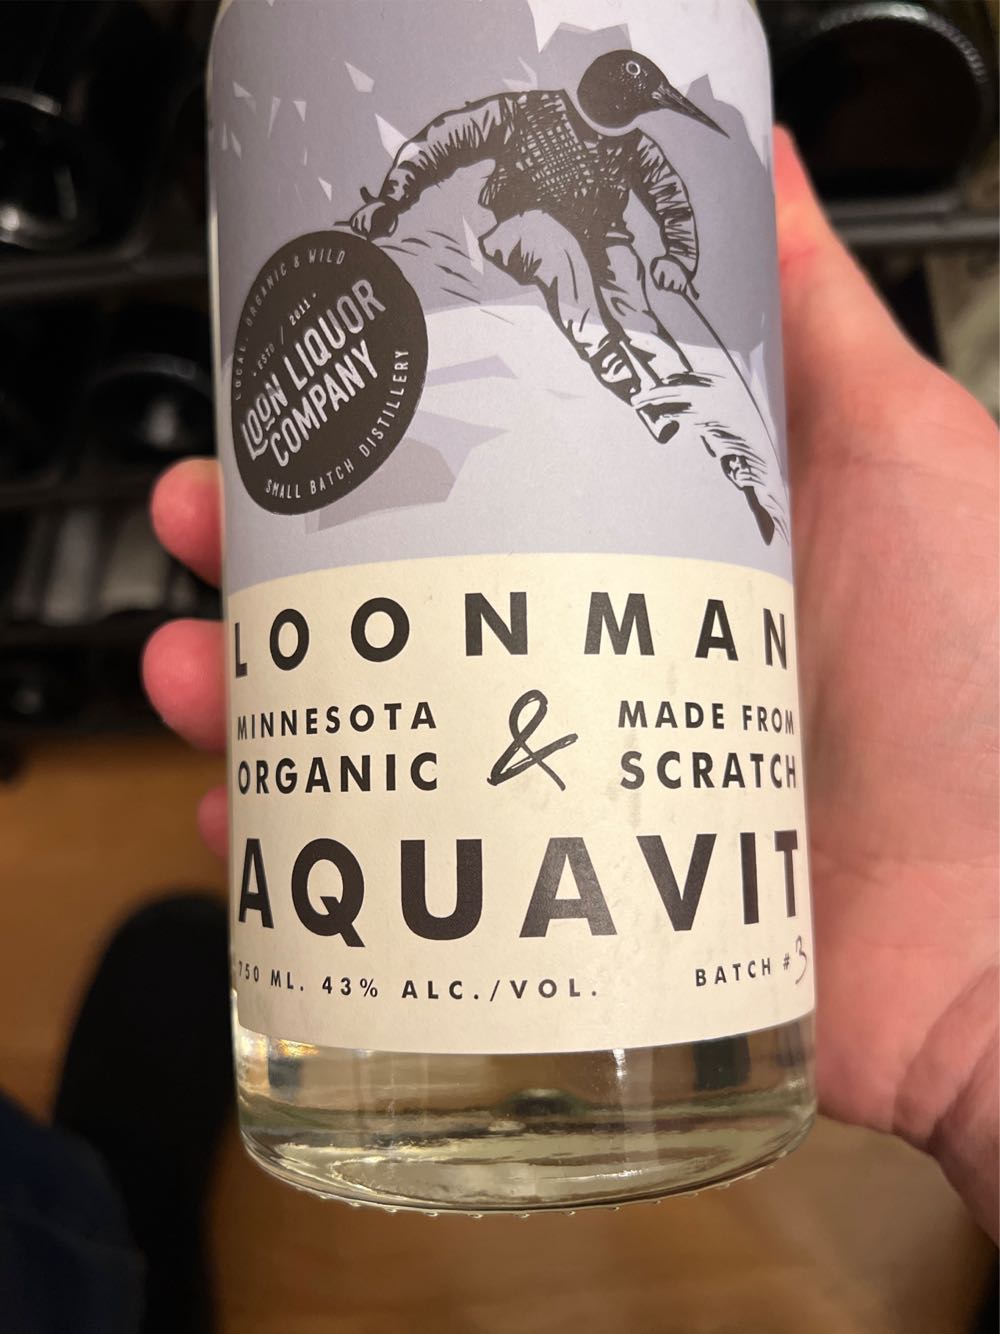 LOCAL, ORGANIC & WILD
· ESTD / 2011 ·
LOON LIQUOR
COMPANY
SMALL BATCH DISTILLERY
LOONMAN
MINNESOTA
ORGANIC
&
MADE FROM
SCRATCH
AQUAVIT
750 ML. 43% ALC./VOL.
BATCH #3